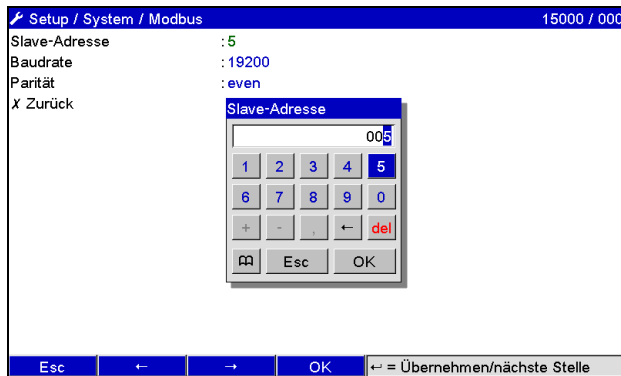 Setup / System / Modbus 15000 / 000
Slave-Adresse : 5
Baudrate : 19200
Parität : even
X Zurück
Slave-Adresse
005
1 2 3 4 5
6 7 8 9 0
+ - , ← del
Esc OK
Esc ← → OK ↩ = Übernehmen/nächste Stelle